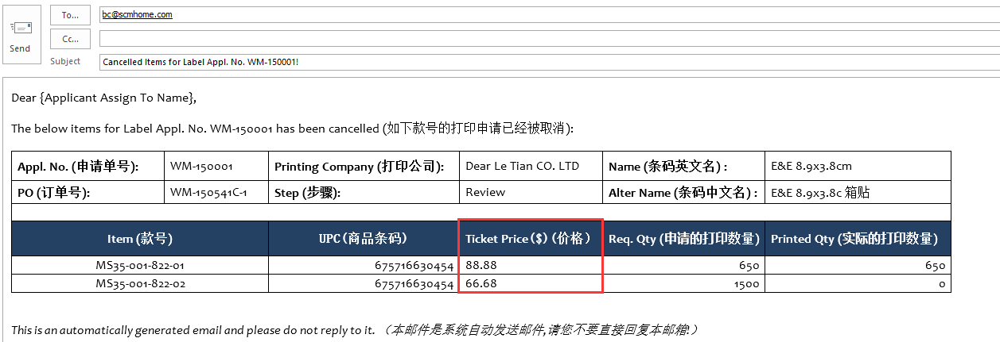 To...
bc@scmhome.com
Cc...
Send
Subject
Cancelled Items for Label Appl. No. WM-150001!
Dear {Applicant Assign To Name},
The below items for Label Appl. No. WM-150001 has been cancelled (如下款号的打印申请已经被取消):
Appl. No. (申请单号): WM-150001 Printing Company (打印公司): Dear Le Tian CO. LTD Name (条码英文名) : E&E 8.9x3.8cm
PO (订单号): WM-150541C-1 Step (步骤): Review Alter Name (条码中文名) : E&E 8.9x3.8c 箱贴
Item (款号) UPC (商品条码) Ticket Price ($) (价格) Req. Qty (申请的打印数量) Printed Qty (实际的打印数量)
MS35-001-822-01 675716630454 88.88 650 650
MS35-001-822-02 675716630454 66.68 1500 0
This is an automatically generated email and please do not reply to it. （本邮件是系统自动发送邮件,请您不要直接回复本邮箱!）